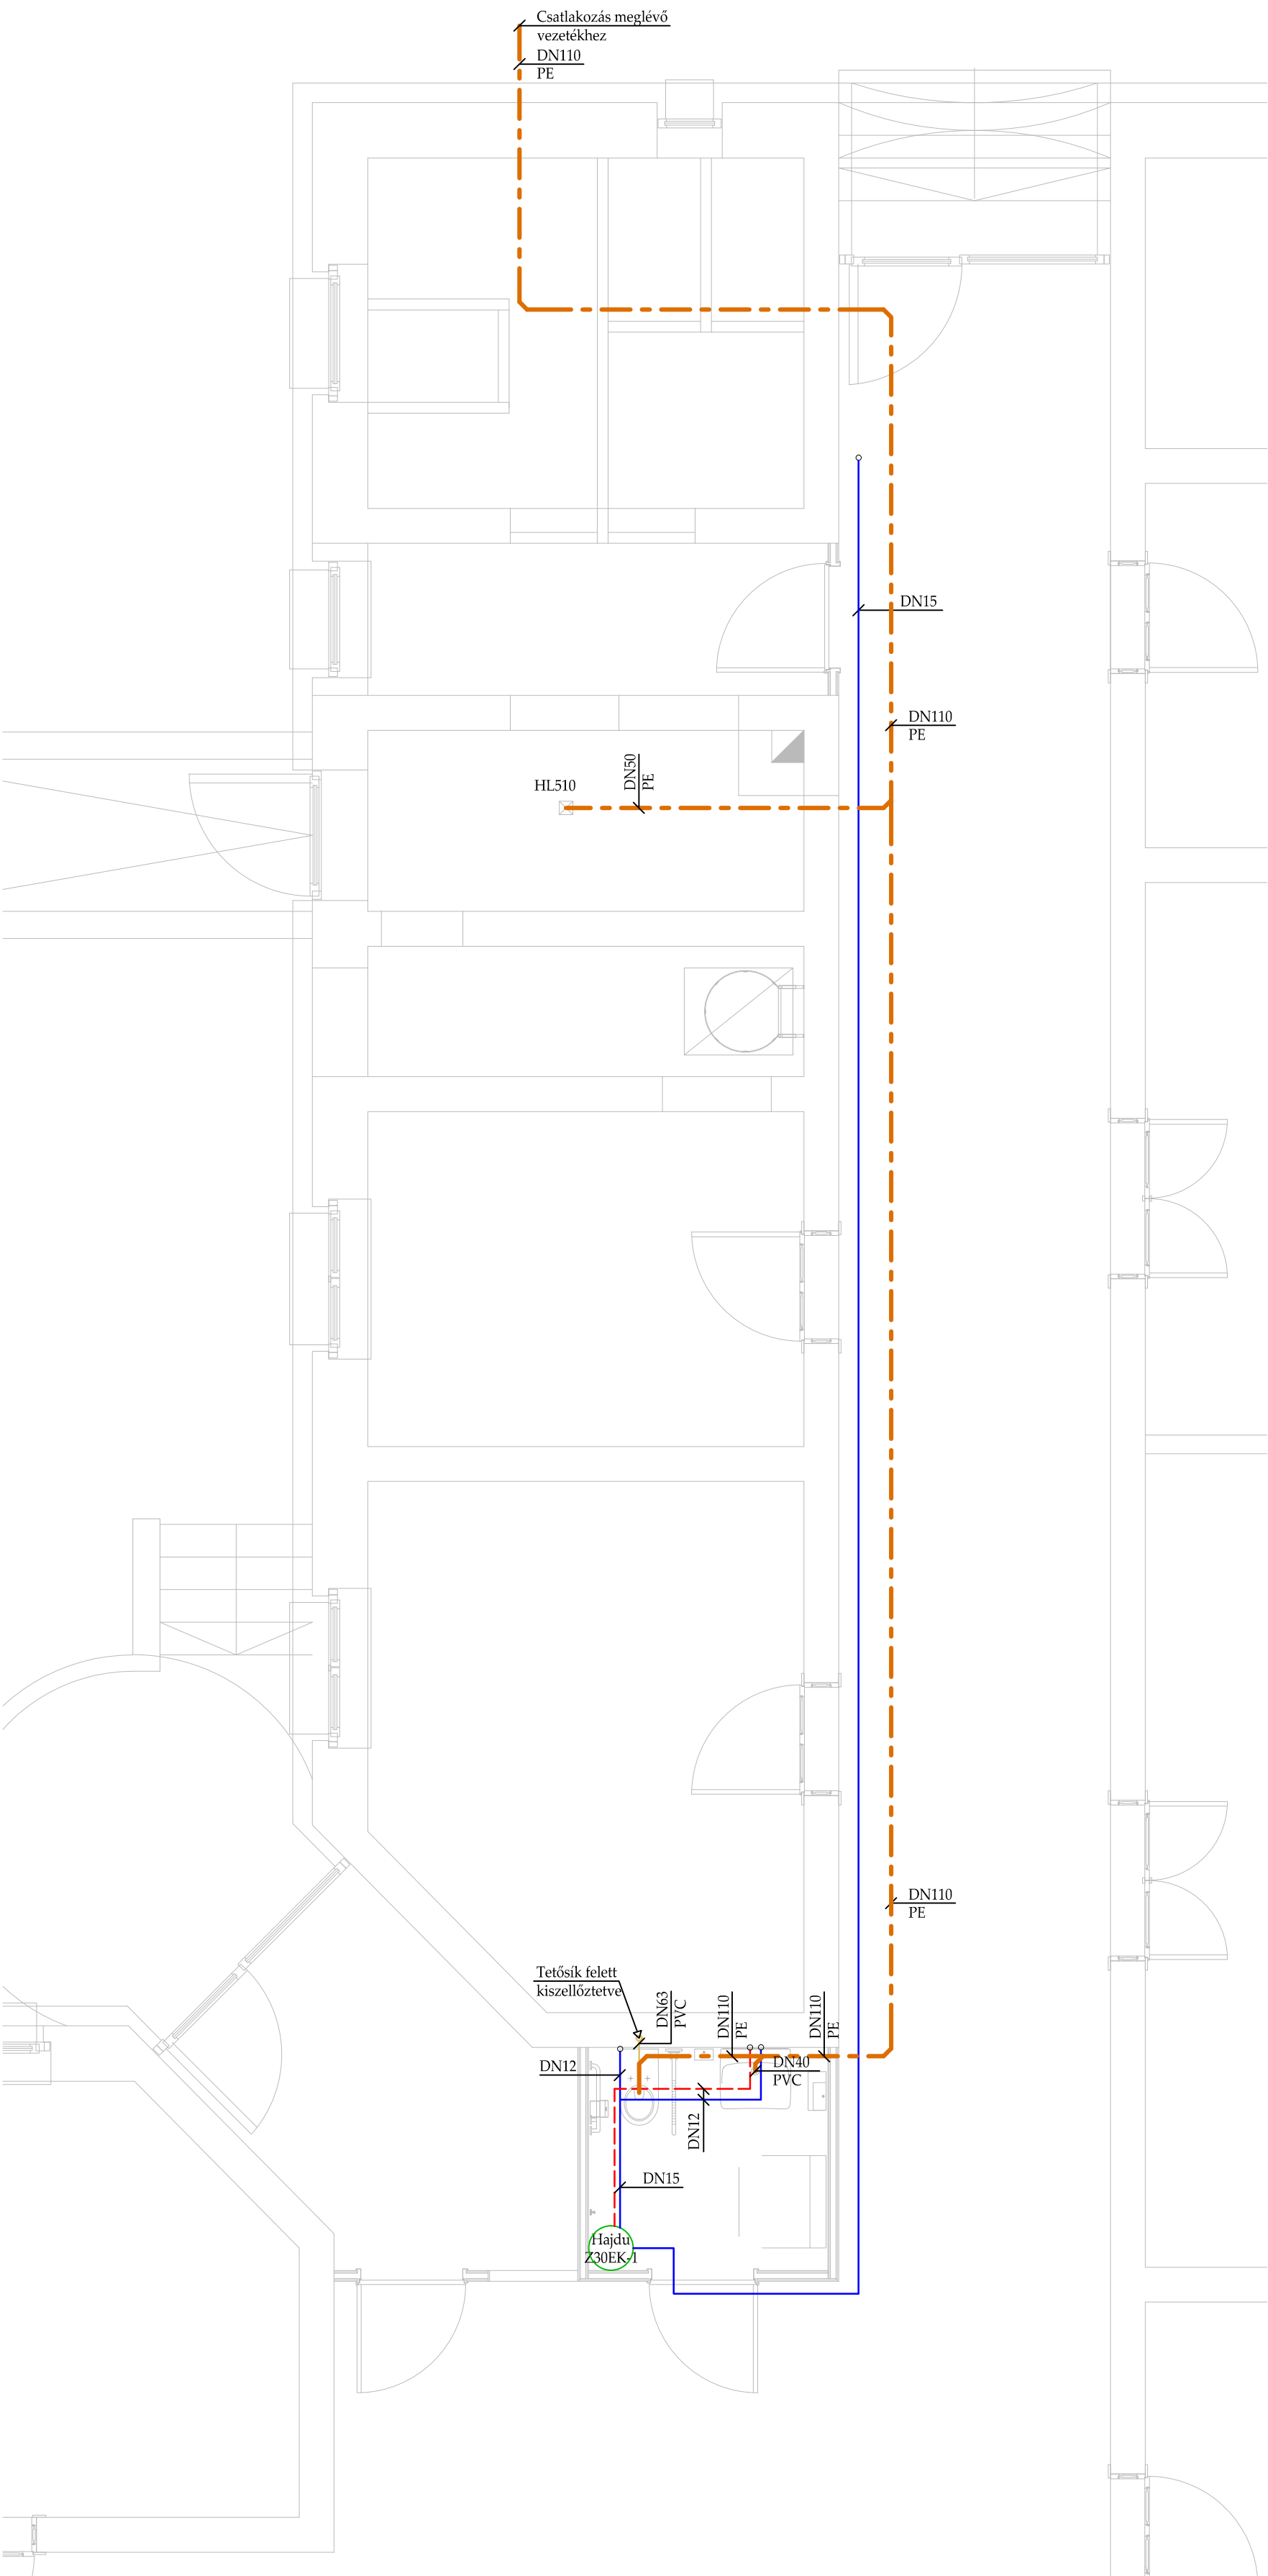 Csatlakozás meglévő
vezetékhez
DN110
PE
DN15
DN110
PE
HL510
DN50
PE
DN110
PE
Tetősík felett
kiszellőztetve
DN63
PVC
DN110
PE
DN110
PE
DN12
DN40
PVC
DN12
DN15
Hajdu
Z30EK-1